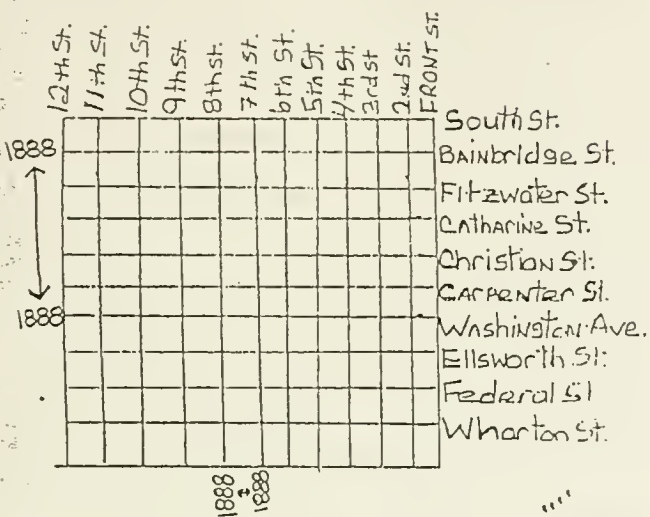 12th St.
11th St.
10th St.
9th St.
8th St.
7th St.
6th St.
5th St.
4th St.
3rd St
2nd St.
FRONT ST.
South St.
1888
BAINbridge St.
Fitzwater St.
Catharine St.
Christian St.
CARPENTER St.
1888
Washington Ave.
Ellsworth St.
Federal St
Wharton St.
1888
1888